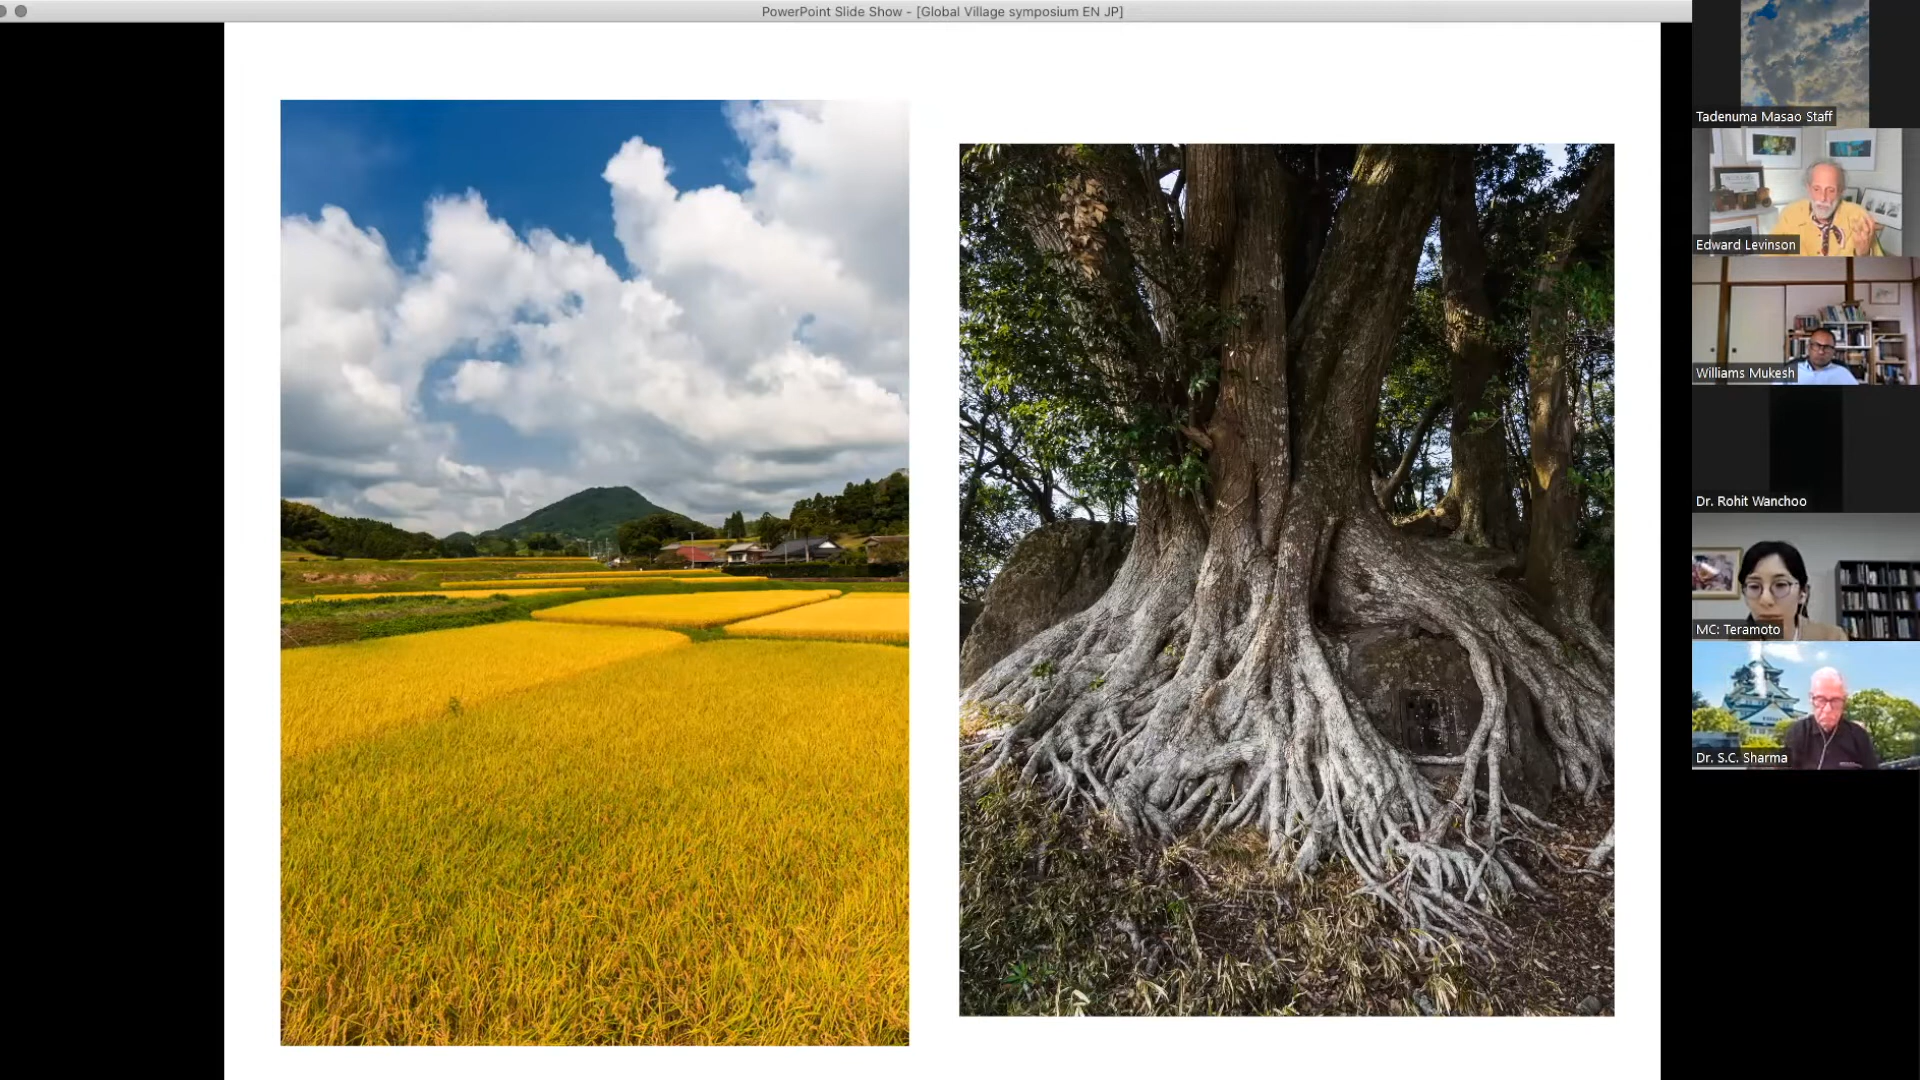 PowerPoint Slide Show - [Global Village symposium EN JP]
Tadenuma Masao Staff
Edward Levinson
Williams Mukesh
Dr. Rohit Wanchoo
MC: Teramoto
Dr. S.C. Sharma